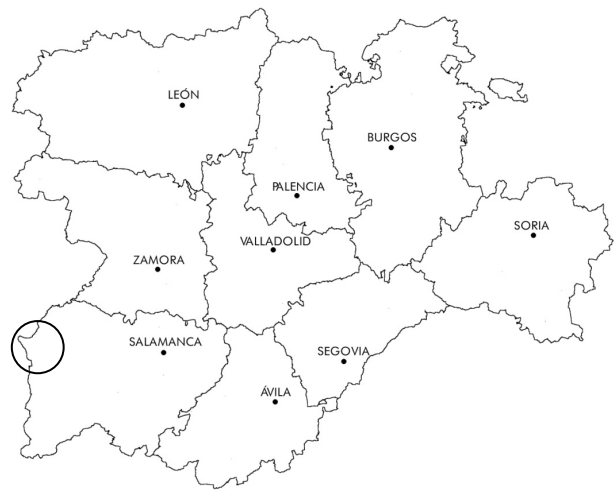 LEÓN
BURGOS
PALENCIA
SORIA
VALLADOLID
ZAMORA
SALAMANCA
SEGOVIA
ÁVILA